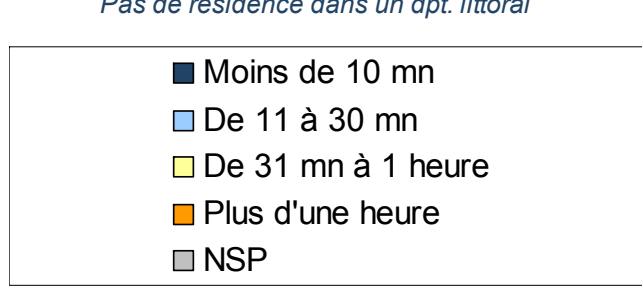 Pas de résidence dans un dpt. littoral
Moins de 10 mn
De 11 à 30 mn
De 31 mn à 1 heure
Plus d'une heure
NSP